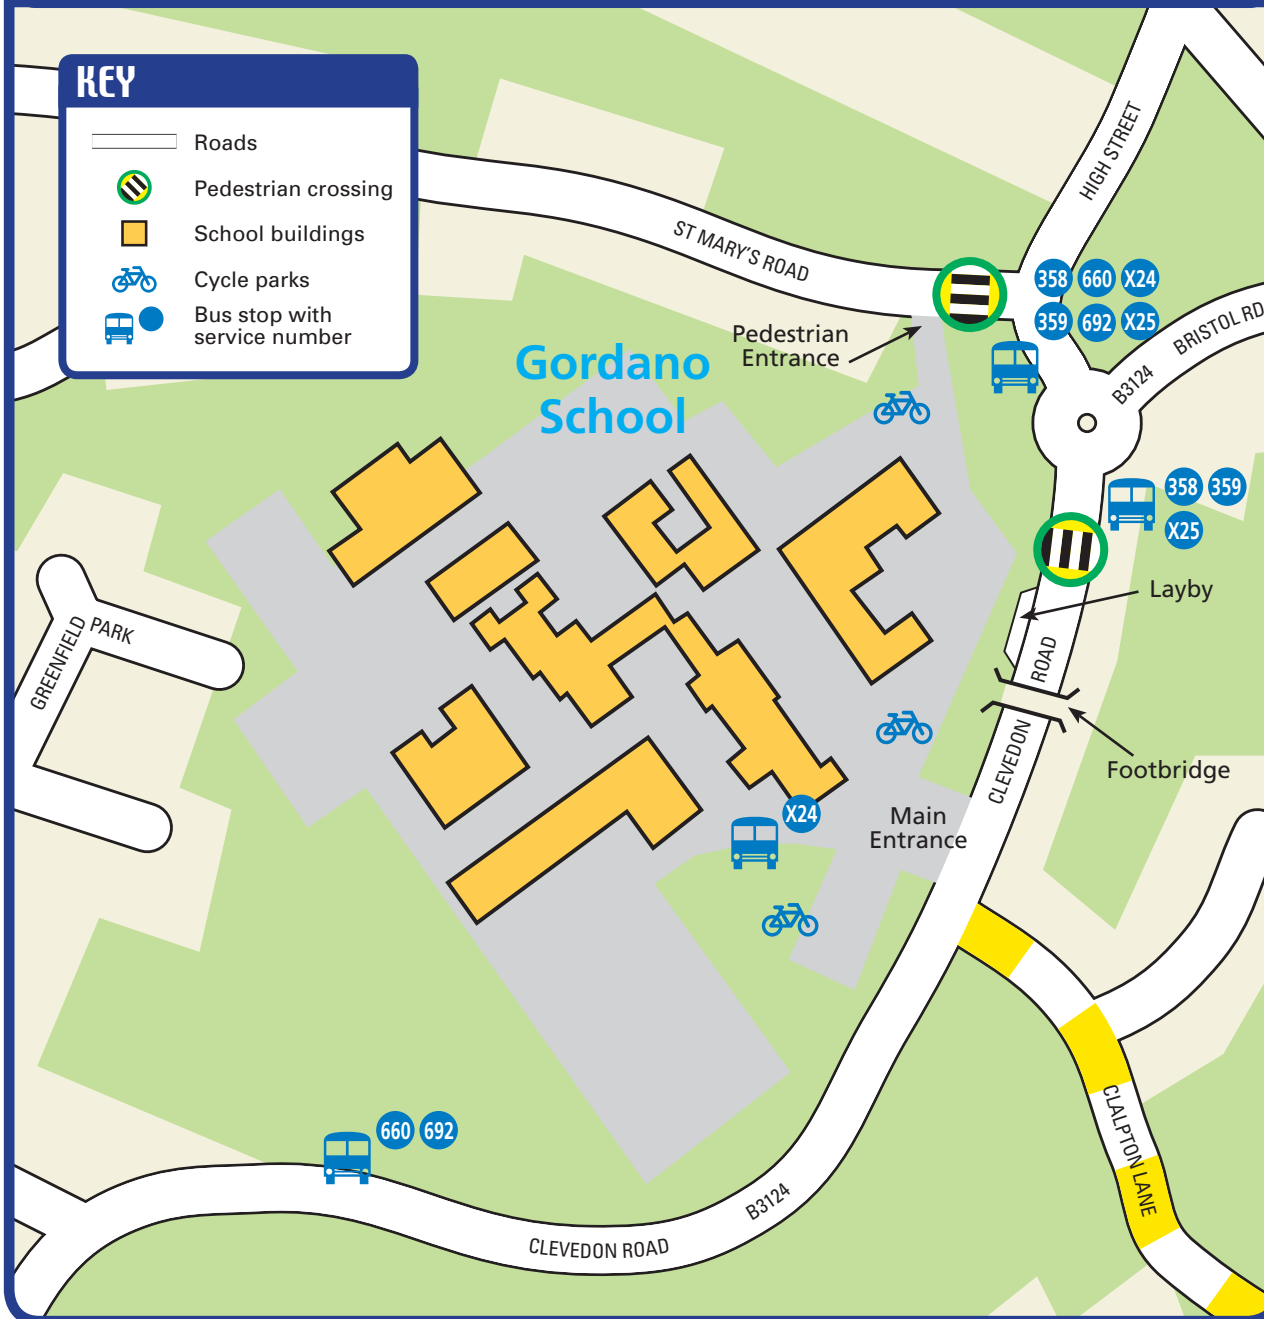 KEY
Roads
Pedestrian crossing
School buildings
Cycle parks
Bus stop with
service number
HIGH STREET
ST MARY'S ROAD
358 660 X24
359 692 X25
BRISTOL RD
B3124
Pedestrian
Entrance
Gordano
School
358 359
X25
Layby
GREENFIELD
PARK
ROAD
CLEVEDON
Footbridge
X24
Main
Entrance
660 692
CLALPTON LANE
B3124
CLEVEDON ROAD